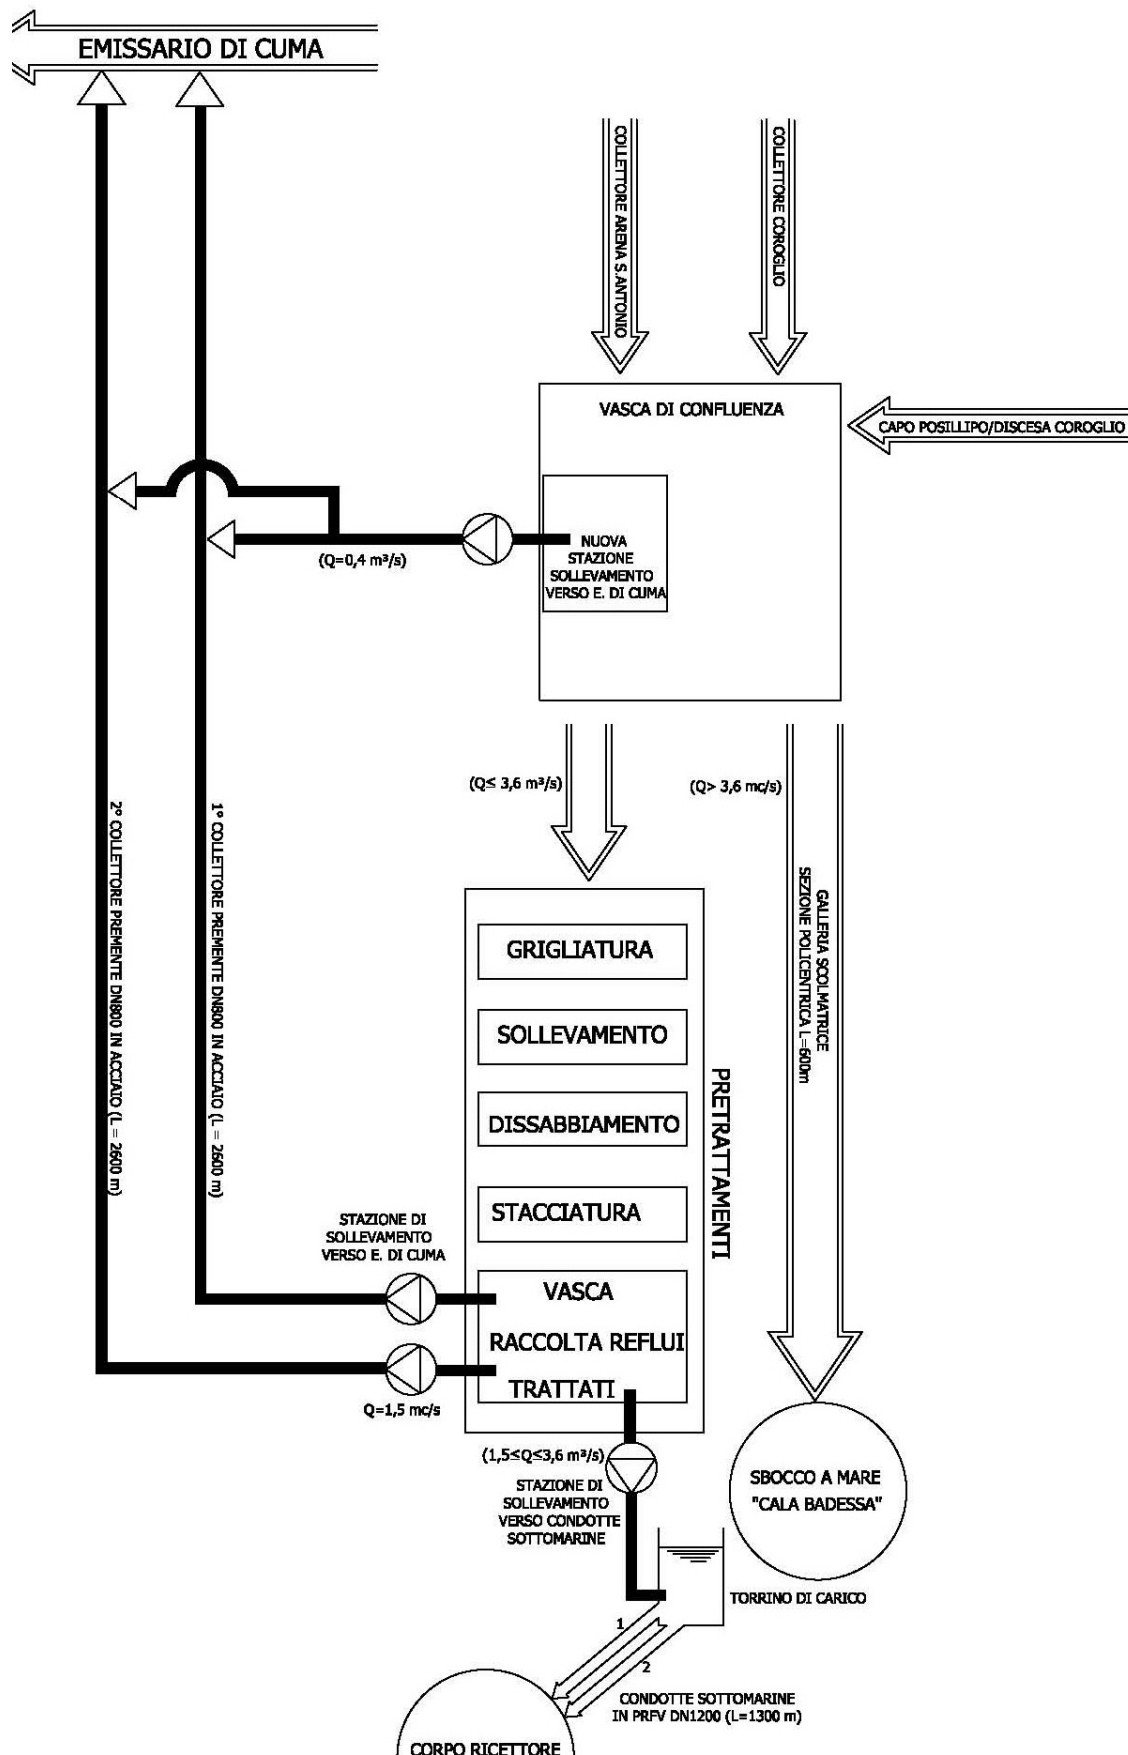 EMISSARIO DI CUMA
COLLETTORE ARENA S.ANTONIO
COLLETTORE COROGLIO
VASCA DI CONFLUENZA
CAPO POSILLIPO/DISCESA COROGLIO
NUOVA
STAZIONE
SOLLEVAMENTO
VERSO E. DI CUMA
(Q=0,4 m³/s)
(Q≤ 3,6 m³/s)
(Q> 3,6 mc/s)
2° COLLETTORE PREMENTE DN800 IN ACCIAIO (L = 2600 m)
1° COLLETTORE PREMENTE DN800 IN ACCIAIO (L = 2600 m)
GALLERIA SCOLMATRICE
SEZIONE POLICENTRICA L=600m
GRIGLIATURA
SOLLEVAMENTO
DISSABBIAMENTO
STACCIATURA
PRETRATTAMENTI
STAZIONE DI
SOLLEVAMENTO
VERSO E. DI CUMA
VASCA
RACCOLTA REFLUI
TRATTATI
Q=1,5 mc/s
(1,5≤Q≤3,6 m³/s)
STAZIONE DI
SOLLEVAMENTO
VERSO CONDOTTE
SOTTOMARINE
SBOCCO A MARE
"CALA BADESSA"
TORRINO DI CARICO
1
2
CONDOTTE SOTTOMARINE
IN PRFV DN1200 (L=1300 m)
CORPO RICETTORE